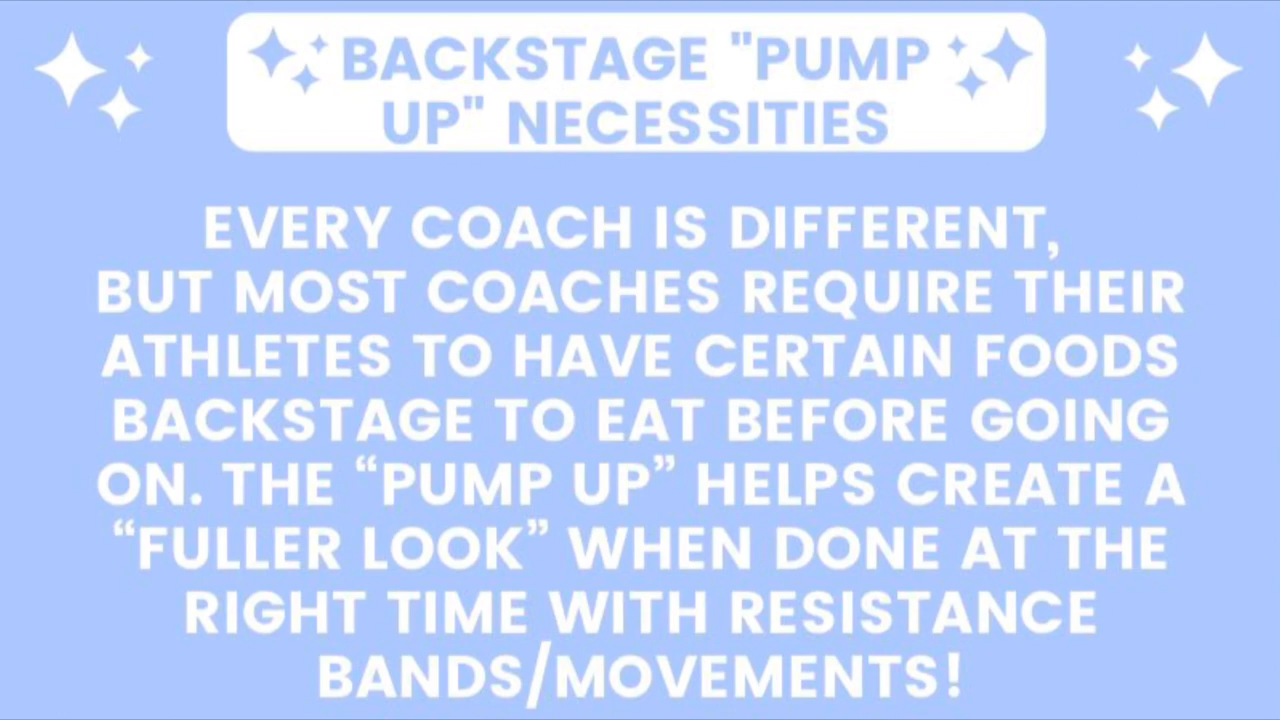 BACKSTAGE "PUMP
UP" NECESSITIES
EVERY COACH IS DIFFERENT,
BUT MOST COACHES REQUIRE THEIR
ATHLETES TO HAVE CERTAIN FOODS
BACKSTAGE TO EAT BEFORE GOING
ON. THE “PUMP UP” HELPS CREATE A
“FULLER LOOK” WHEN DONE AT THE
RIGHT TIME WITH RESISTANCE
BANDS/MOVEMENTS!